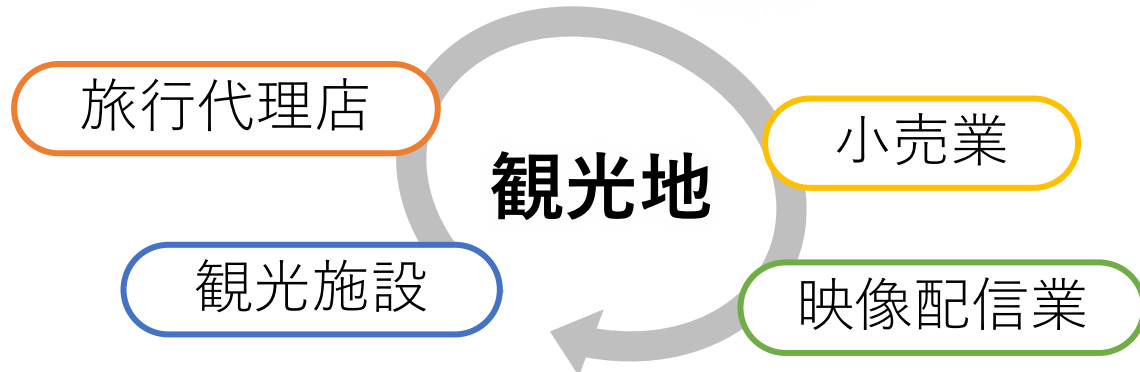 旅行代理店
小売業
観光地
観光施設
映像配信業